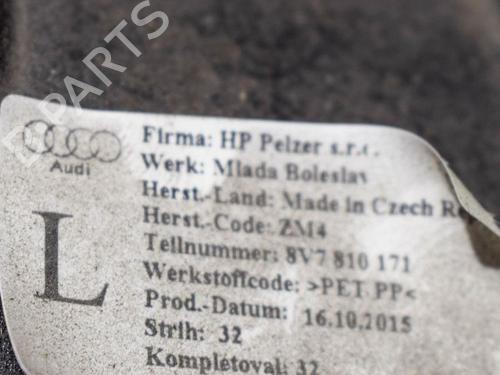 B-PARTS
Audi
L
Firma: HP Pelzer s.r.
Werk: Mlada Boleslav
Herst.-Land: Made in Czech Re
Herst.-Code: ZM4
Teilnummer: 8V7 810 171
Werkstoffcode: >PET PP<
Prod.-Datum: 16.10.2015
Strih: 32
Kompletoval: 32